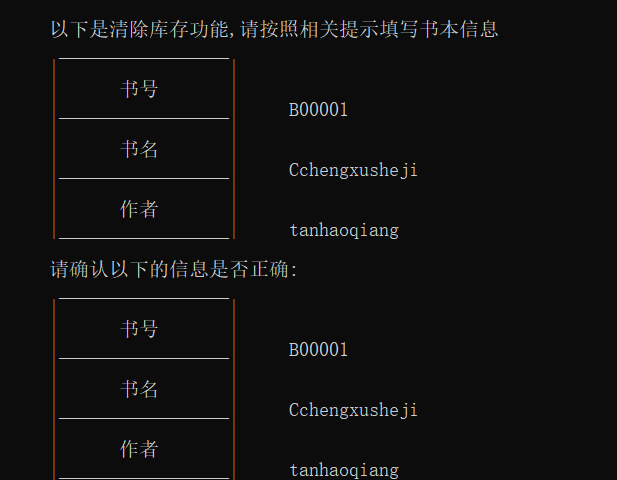 以下是清除库存功能,请按照相关提示填写书本信息
书号
B00001
书名
Cchengxusheji
作者
tanhaoqiang
请确认以下的信息是否正确:
书号
B00001
书名
Cchengxusheji
作者
tanhaoqiang